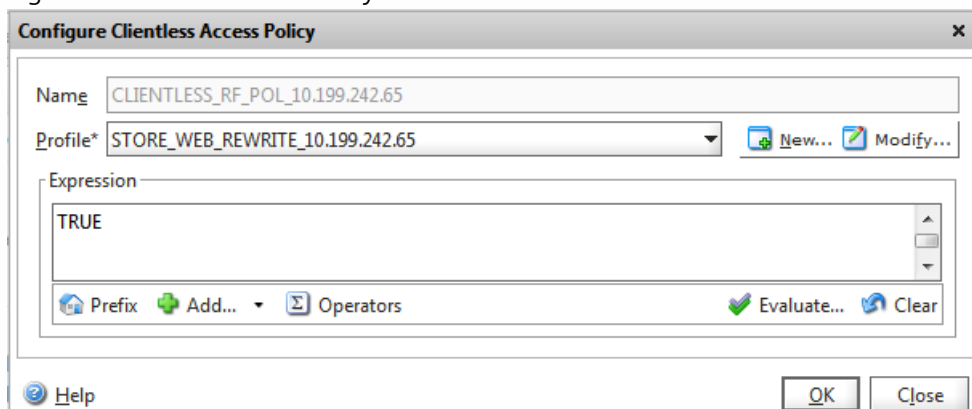 Configure Clientless Access Policy ×
Name CLIENTLESS_RF_POL_10.199.242.65
Profile* STORE_WEB_REWRITE_10.199.242.65 New... Modify...
Expression
TRUE
Prefix Add... Σ Operators Evaluate... Clear
Help OK Close